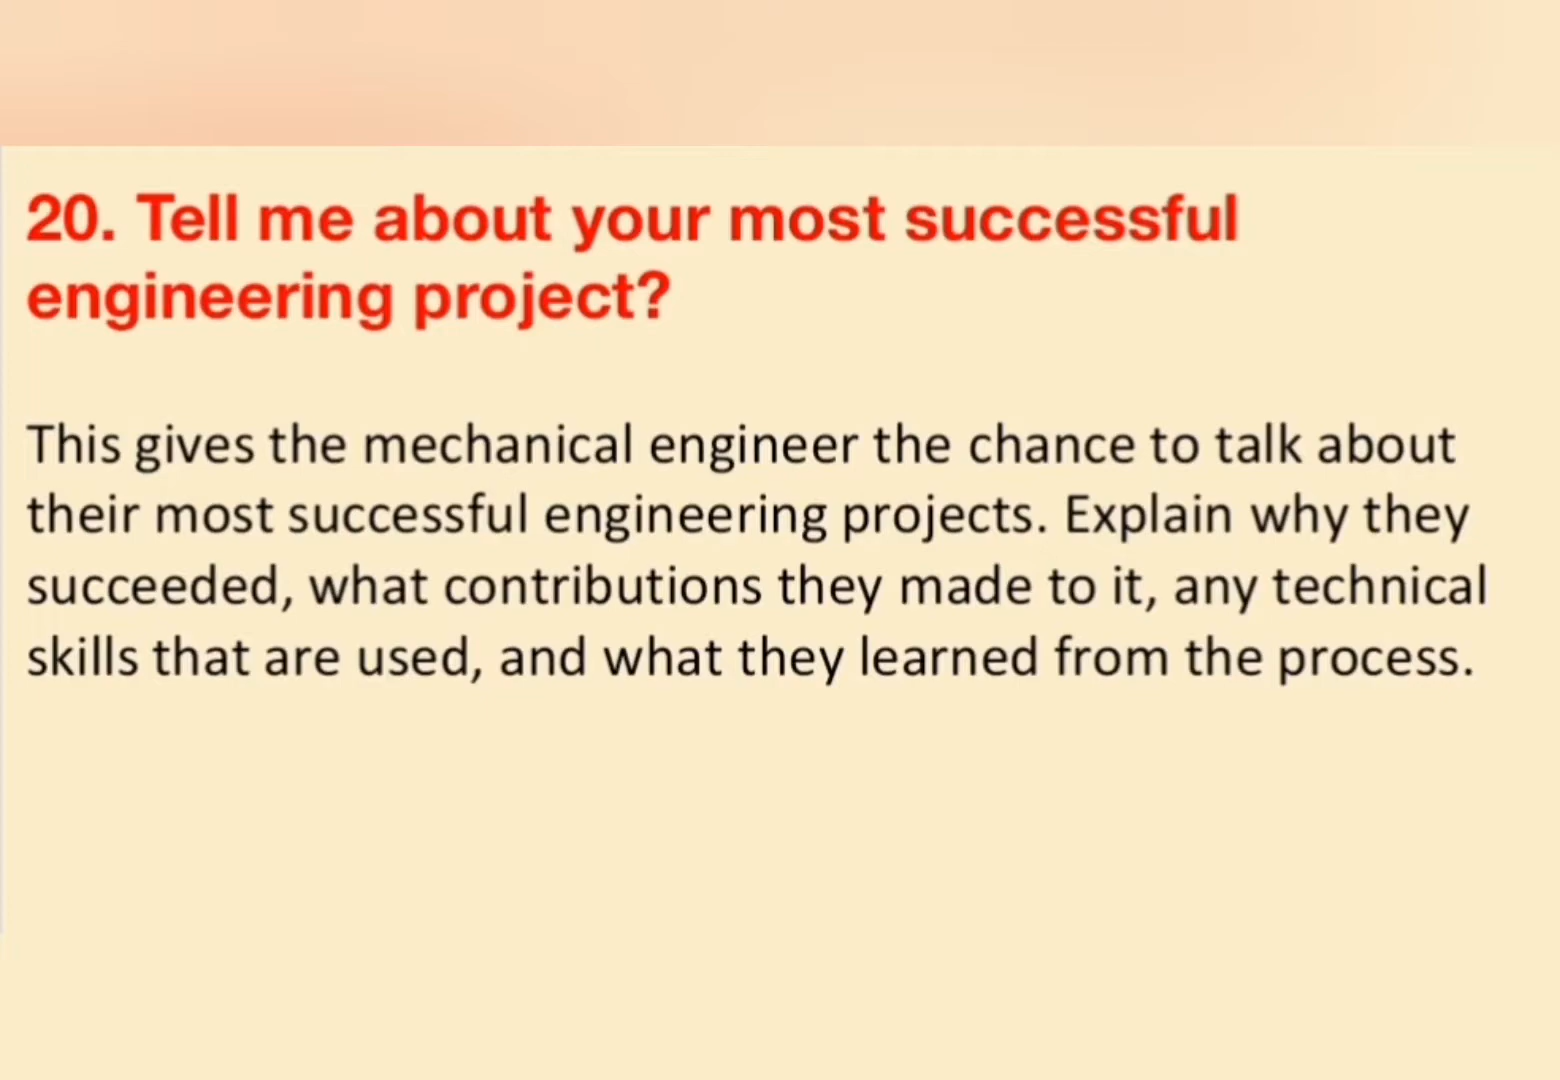 20. Tell me about your most successful
engineering project?
This gives the mechanical engineer the chance to talk about
their most successful engineering projects. Explain why they
succeeded, what contributions they made to it, any technical
skills that are used, and what they learned from the process.